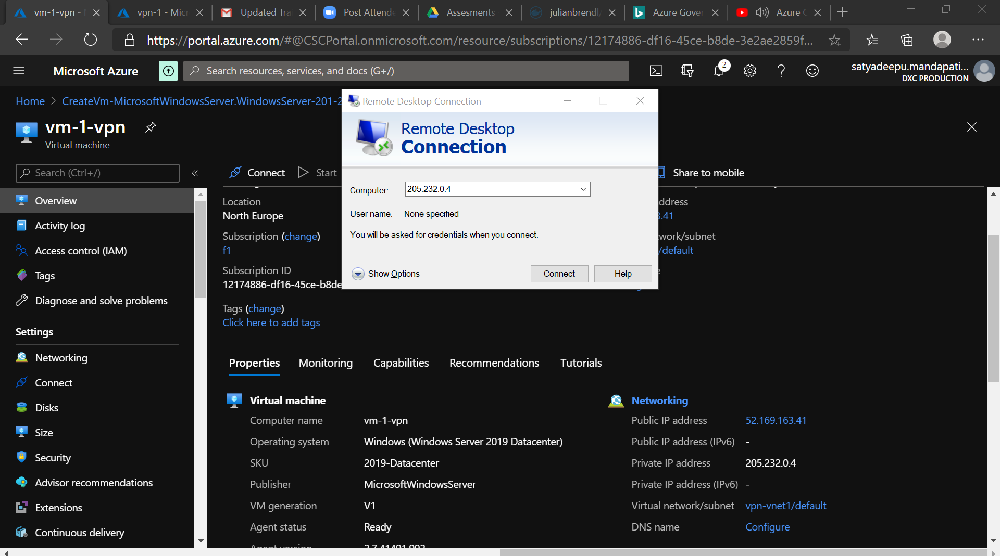 vm-1-vpn -
vpn-1 - Micr
Updated Tra
Post Attende
Assesments
julianbrendl/
Azure Gover
Azure C
https://portal.azure.com/#@CSCPortal.onmicrosoft.com/resource/subscriptions/12174886-df16-45ce-b8de-3e2ae2859f...
Microsoft Azure
Search resources, services, and docs (G+/)
2
satyadeepu.mandapati...
DXC PRODUCTION
Home > CreateVm-MicrosoftWindowsServer.WindowsServer-201-2
vm-1-vpn
Virtual machine
Search (Ctrl+/)
«
Connect
Start
Share to mobile
Overview
Activity log
Access control (IAM)
Tags
Diagnose and solve problems
Settings
Networking
Connect
Disks
Size
Security
Advisor recommendations
Extensions
Continuous delivery
Location
North Europe
Subscription (change)
f1
Subscription ID
12174886-df16-45ce-b8de
Tags (change)
Click here to add tags
ddress
3.41
work/subnet
/default
Remote Desktop Connection
Remote Desktop
Connection
Computer:
205.232.0.4
User name:
None specified
You will be asked for credentials when you connect.
Show Options
Connect
Help
Properties
Monitoring
Capabilities
Recommendations
Tutorials
Virtual machine
Computer name
vm-1-vpn
Operating system
Windows (Windows Server 2019 Datacenter)
SKU
2019-Datacenter
Publisher
MicrosoftWindowsServer
VM generation
V1
Agent status
Ready
Agent version
2.7.41491.992
Networking
Public IP address
52.169.163.41
Public IP address (IPv6)
-
Private IP address
205.232.0.4
Private IP address (IPv6)
-
Virtual network/subnet
vpn-vnet1/default
DNS name
Configure